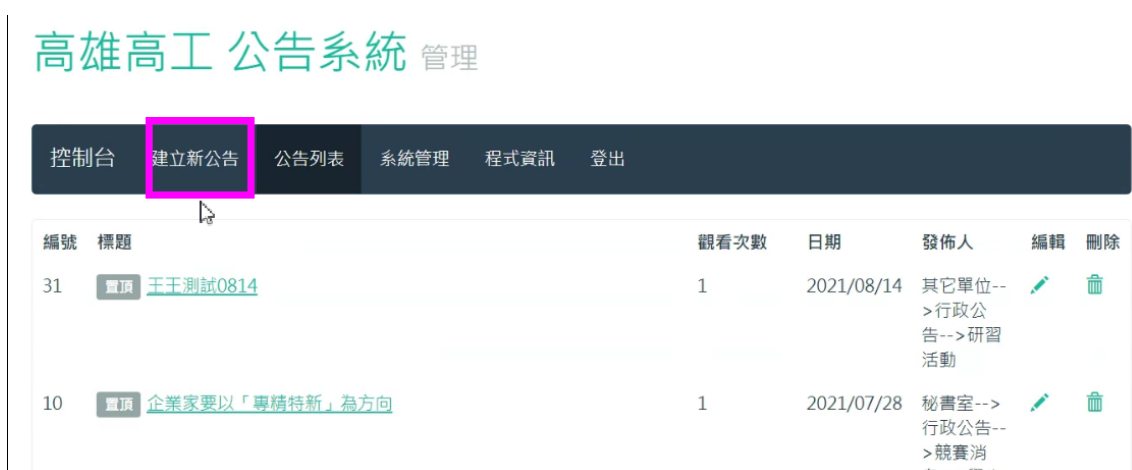 高雄高工 公告系統 管理
控制台 建立新公告 公告列表 系統管理 程式資訊 登出
編號 標題 觀看次數 日期 發佈人 編輯 刪除
31 置頂 王王測試0814 1 2021/08/14 其它單位--
>行政公
告-->研習
活動
10 置頂 企業家要以「專精特新」為方向 1 2021/07/28 秘書室-->
行政公告--
>競賽消